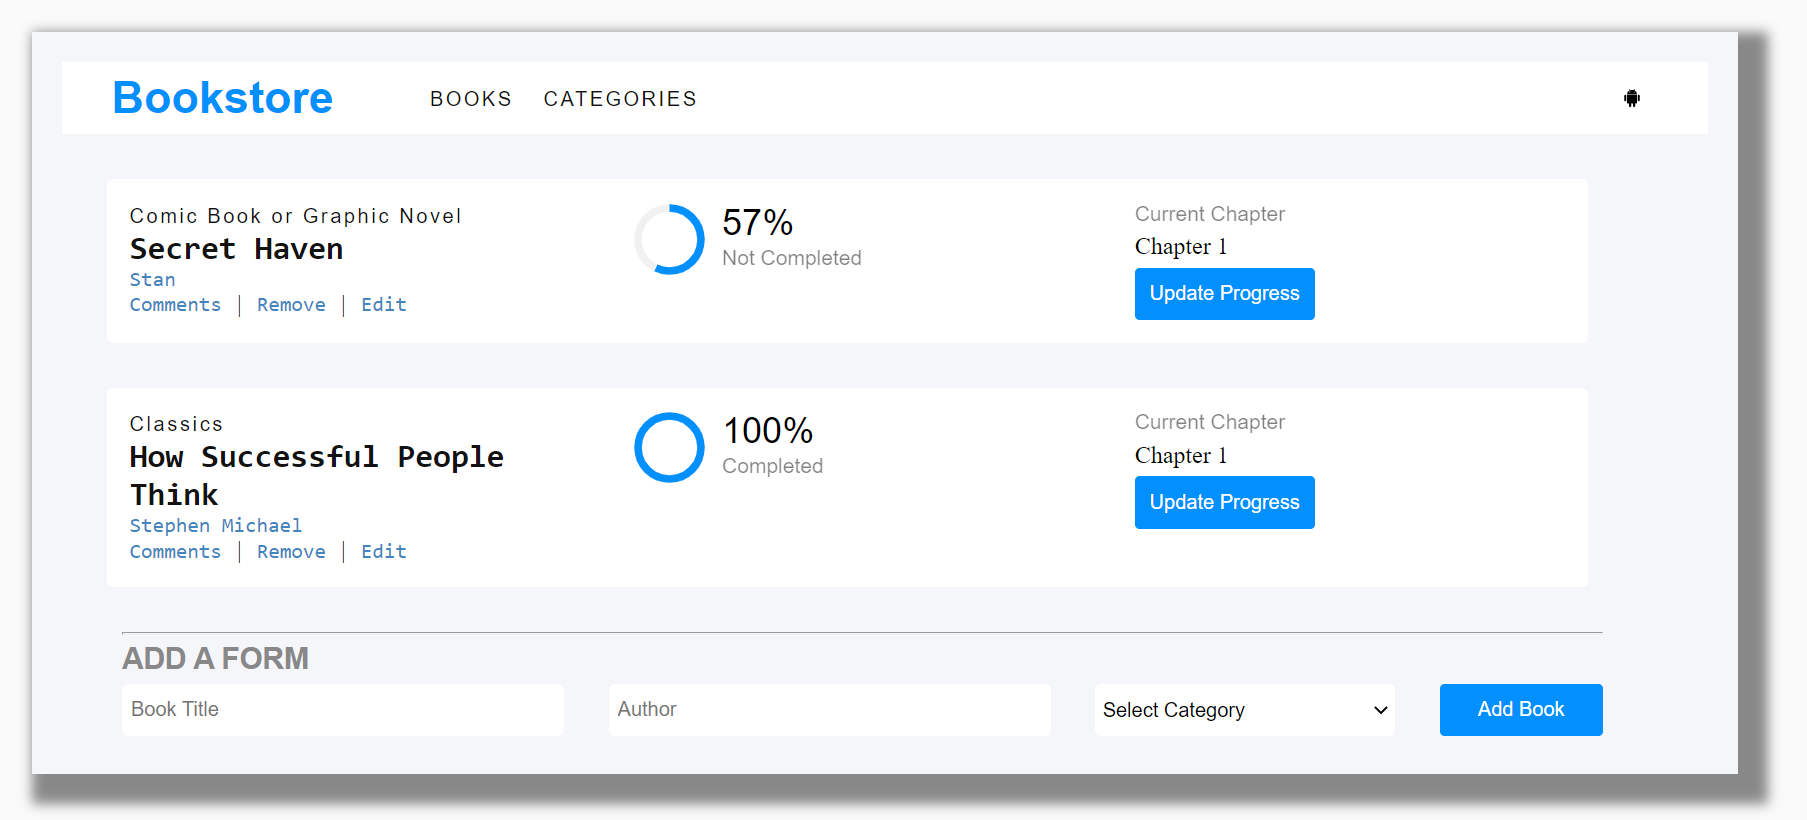 Bookstore BOOKS CATEGORIES
Comic Book or Graphic Novel
Secret Haven
Stan
Comments | Remove | Edit
57%
Not Completed
Current Chapter
Chapter 1
Update Progress
Classics
How Successful People
Think
Stephen Michael
Comments | Remove | Edit
100%
Completed
Current Chapter
Chapter 1
Update Progress
ADD A FORM
Book Title Author Select Category Add Book